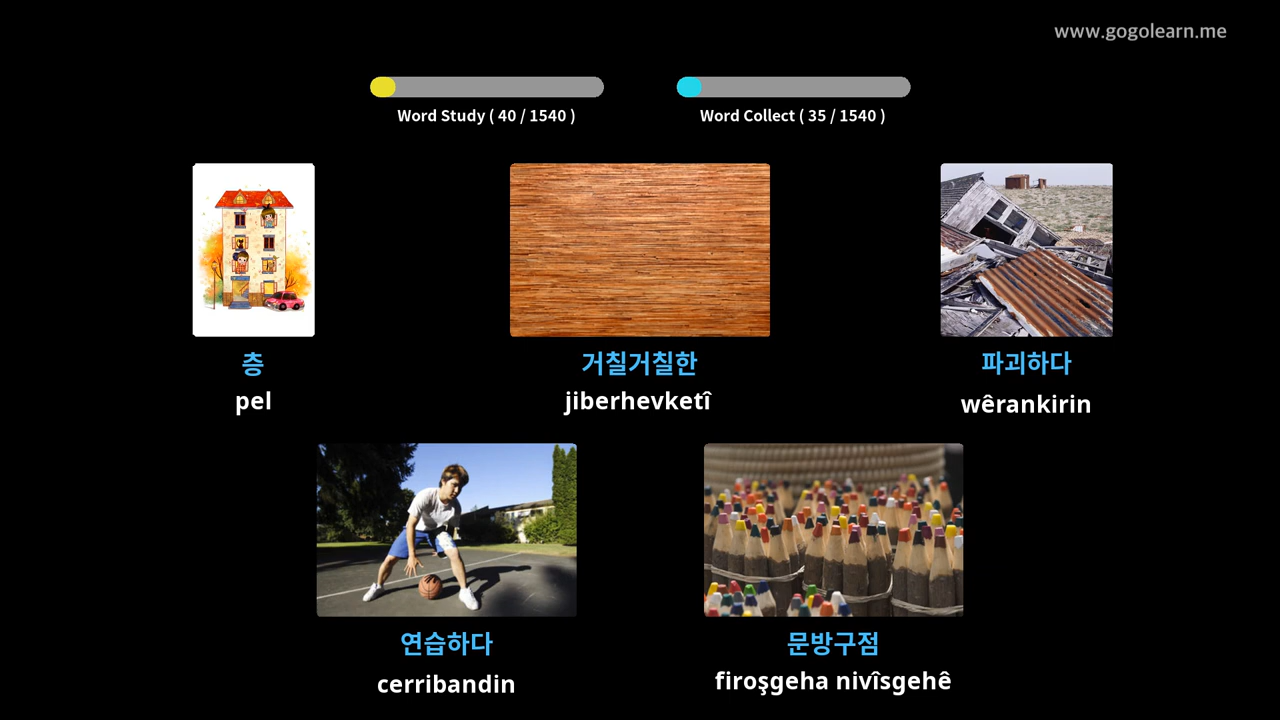 www.gogolearn.me
Word Study ( 40 / 1540 )
Word Collect ( 35 / 1540 )
층
pel
거칠거칠한
jiberhevketî
파괴하다
wêrankirin
연습하다
cerribandin
문방구점
firoşgeha nivîsgehê